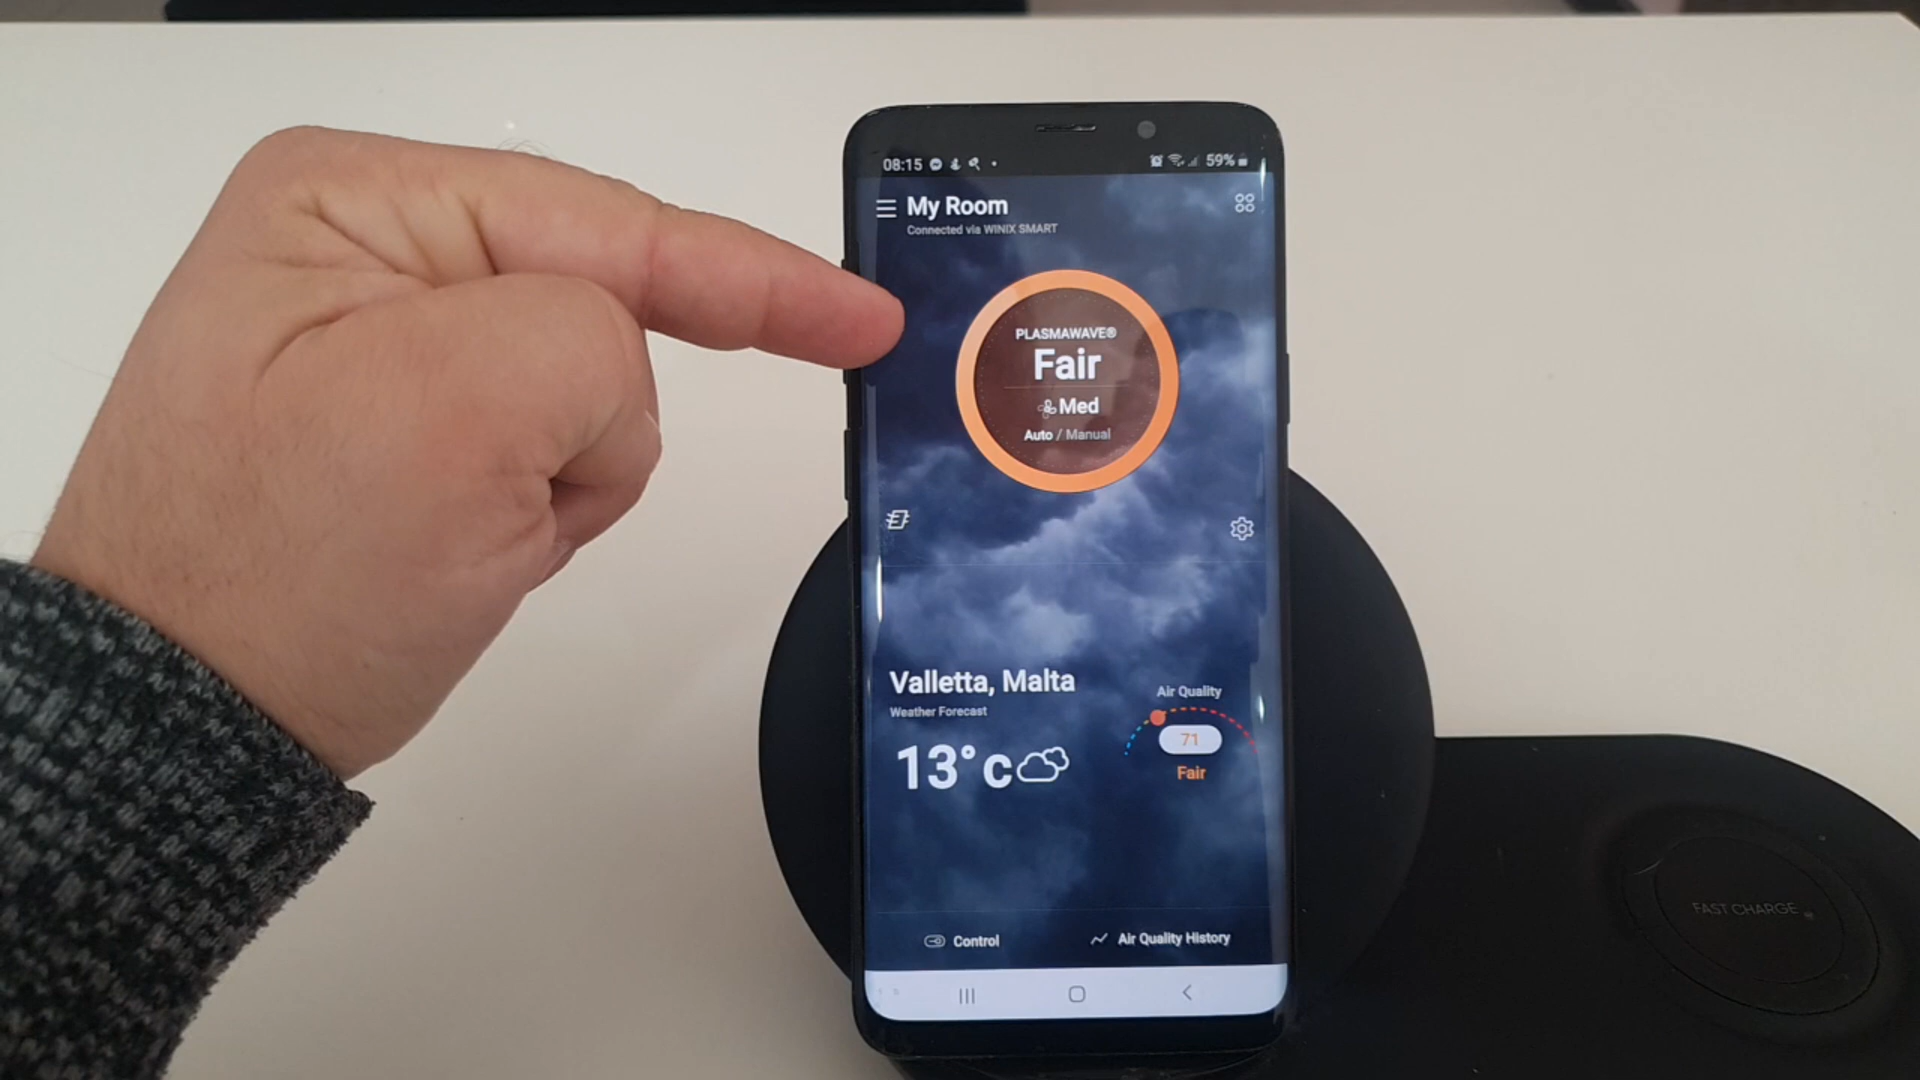 08:15
59%
My Room
Connected via WINIX SMART
PLASMAWAVE®
Fair
Med
Auto / Manual
Valletta, Malta
Weather Forecast
13°c
Air Quality
71
Fair
Control
Air Quality History
FAST CHARGE